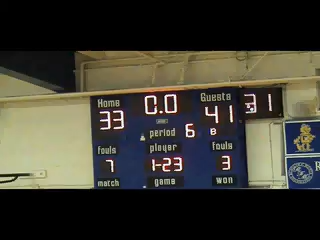 Home 0.0 Guests
33 41 31
period 6 B
fouls player fouls
7 1-23 3
match game won